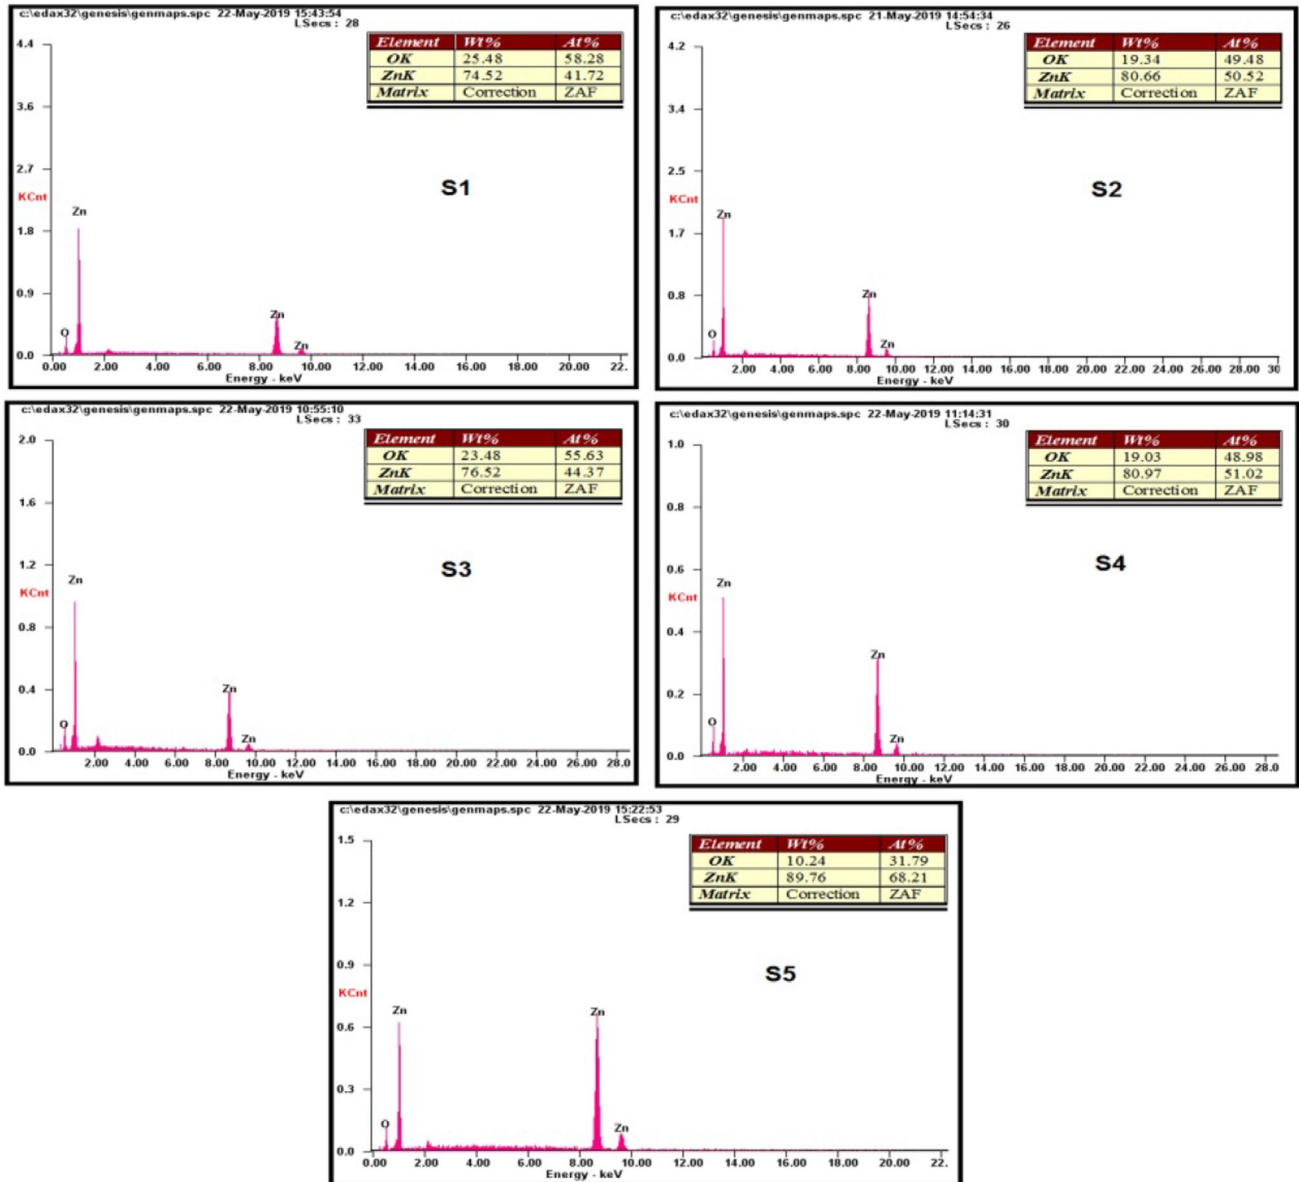 c:\edax32\genesis\genmaps.spc 22-May-2019 15:43:54
LSecs : 28
Element Wt% At%
OK 25.48 58.28
ZnK 74.52 41.72
Matrix Correction ZAF
4.4
3.6
2.7
KCnt
1.8
0.9
0.0
S1
Zn
O
Zn
Zn
0.00 2.00 4.00 6.00 8.00 10.00 12.00 14.00 16.00 18.00 20.00 22.
Energy - keV
c:\edax32\genesis\genmaps.spc 21-May-2019 14:54:34
LSecs : 26
Element Wt% At%
OK 19.34 49.48
ZnK 80.66 50.52
Matrix Correction ZAF
4.2
3.4
2.5
KCnt
1.7
0.8
0.0
S2
Zn
O
Zn
Zn
2.00 4.00 6.00 8.00 10.00 12.00 14.00 16.00 18.00 20.00 22.00 24.00 26.00 28.00 30
Energy - keV
c:\edax32\genesis\genmaps.spc 22-May-2019 10:55:10
LSecs : 33
Element Wt% At%
OK 23.48 55.63
ZnK 76.52 44.37
Matrix Correction ZAF
2.0
1.6
1.2
KCnt
0.8
0.4
0.0
S3
Zn
O
Zn
Zn
2.00 4.00 6.00 8.00 10.00 12.00 14.00 16.00 18.00 20.00 22.00 24.00 26.00 28.0
Energy - keV
c:\edax32\genesis\genmaps.spc 22-May-2019 11:14:31
LSecs : 30
Element Wt% At%
OK 19.03 48.98
ZnK 80.97 51.02
Matrix Correction ZAF
1.0
0.8
0.6
KCnt
0.4
0.2
0.0
S4
Zn
O
Zn
Zn
2.00 4.00 6.00 8.00 10.00 12.00 14.00 16.00 18.00 20.00 22.00 24.00 26.00 28.0
Energy - keV
c:\edax32\genesis\genmaps.spc 22-May-2019 15:22:53
LSecs : 29
Element Wt% At%
OK 10.24 31.79
ZnK 89.76 68.21
Matrix Correction ZAF
1.5
1.2
0.9
KCnt
0.6
0.3
0.0
S5
Zn
O
Zn
Zn
0.00 2.00 4.00 6.00 8.00 10.00 12.00 14.00 16.00 18.00 20.00 22.
Energy - keV